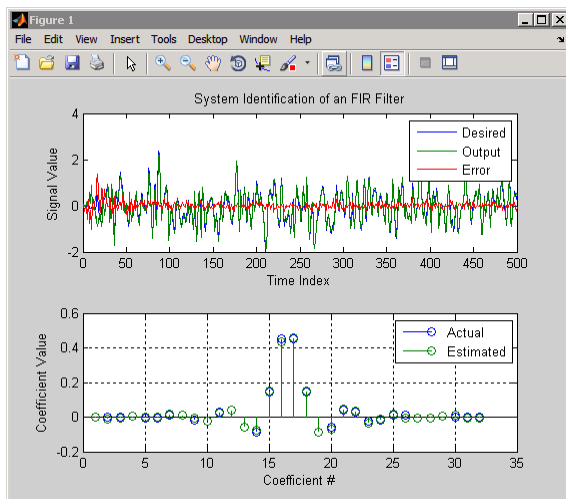 Figure 1
File Edit View Insert Tools Desktop Window Help
System Identification of an FIR Filter
Signal Value
4
2
0
-2
Desired
Output
Error
0 50 100 150 200 250 300 350 400 450 500
Time Index
Coefficient Value
0.6
0.4
0.2
0
-0.2
Actual
Estimated
0 5 10 15 20 25 30 35
Coefficient #